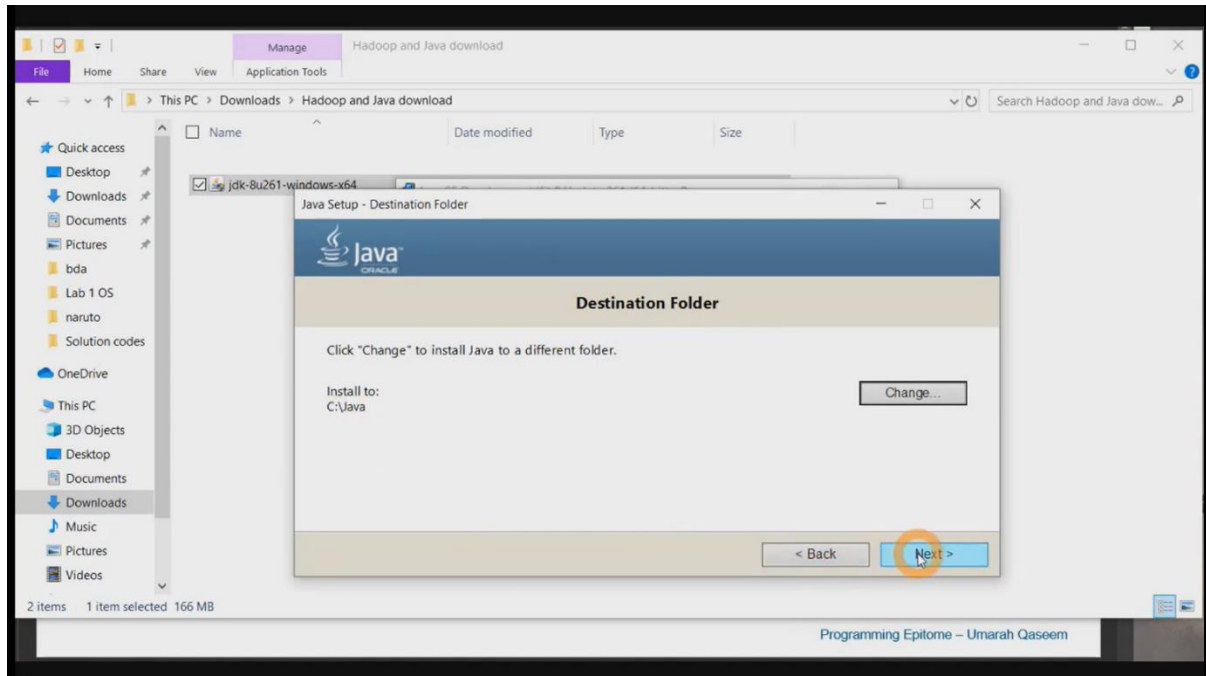 Manage
Hadoop and Java download
File Home Share View Application Tools
This PC > Downloads > Hadoop and Java download
Search Hadoop and Java dow...
Name Date modified Type Size
Quick access
Desktop
Downloads
Documents
Pictures
bda
Lab 1 OS
naruto
Solution codes
OneDrive
This PC
3D Objects
Desktop
Documents
Downloads
Music
Pictures
Videos
jdk-8u261-windows-x64
Java Setup - Destination Folder
Java
ORACLE
Destination Folder
Click "Change" to install Java to a different folder.
Install to:
C:\Java
Change...
< Back Next >
2 items 1 item selected 166 MB
Programming Epitome – Umarah Qaseem